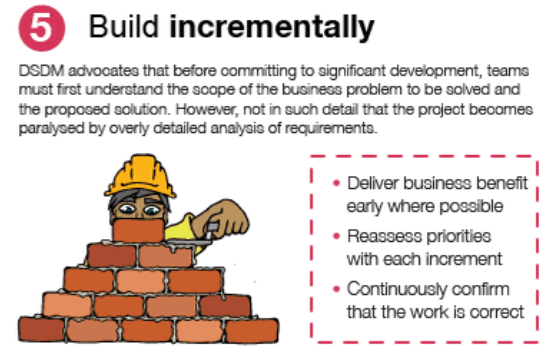 5 Build incrementally
DSDM advocates that before committing to significant development, teams
must first understand the scope of the business problem to be solved and
the proposed solution. However, not in such detail that the project becomes
paralysed by overly detailed analysis of requirements.
• Deliver business benefit
early where possible
• Reassess priorities
with each increment
• Continuously confirm
that the work is correct